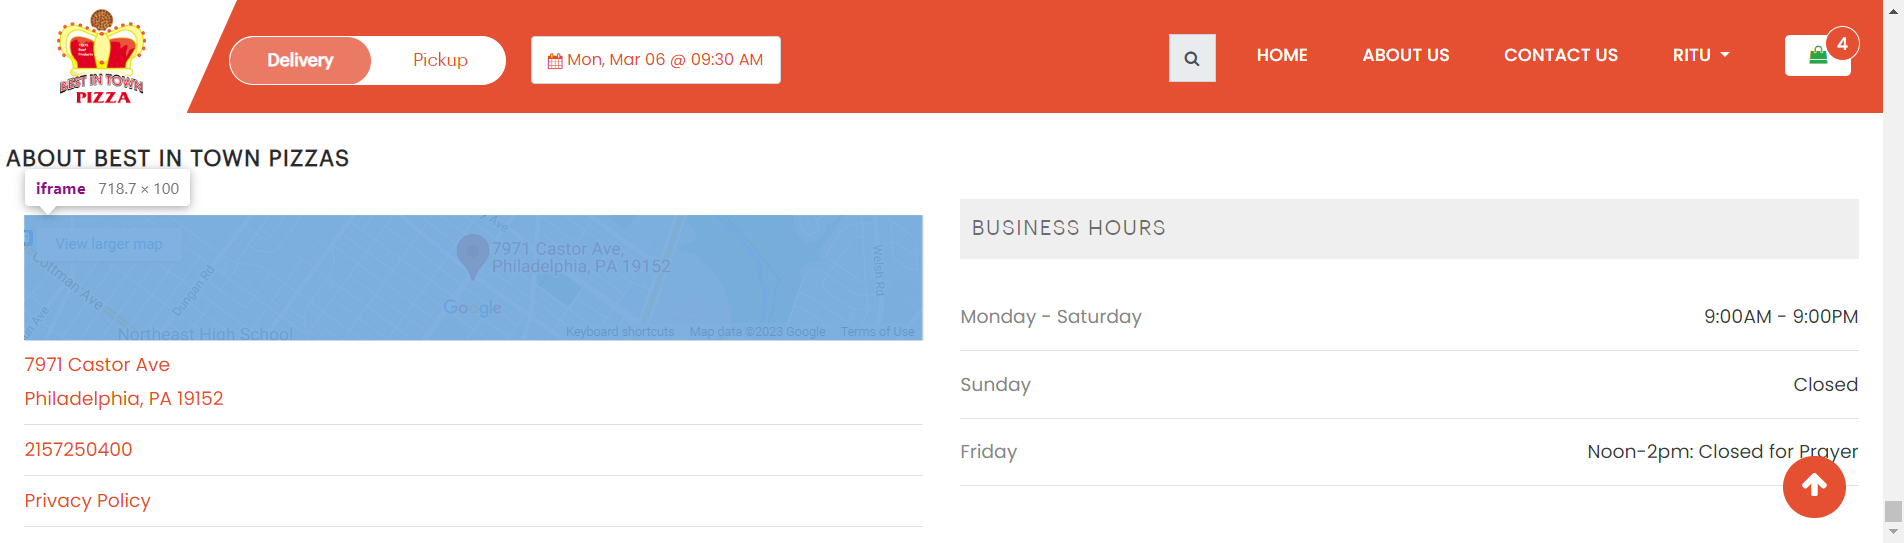 BEST IN TOWN
PIZZA
Delivery
Pickup
Mon, Mar 06 @ 09:30 AM
HOME
ABOUT US
CONTACT US
RITU
4
ABOUT BEST IN TOWN PIZZAS
iframe 718.7 × 100
View larger map
7971 Castor Ave,
Philadelphia, PA 19152
Cottman Ave
Dungan Rd
Welsh Rd
Google
Northeast High School
Keyboard shortcuts
Map data ©2023 Google
Terms of Use
7971 Castor Ave
Philadelphia, PA 19152
2157250400
Privacy Policy
BUSINESS HOURS
Monday - Saturday 9:00AM - 9:00PM
Sunday Closed
Friday Noon-2pm: Closed for Prayer